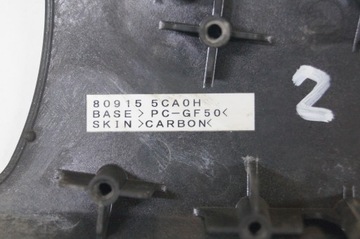 80915 5CA0H
BASE > PC-GF50<
SKIN >CARBON<
2